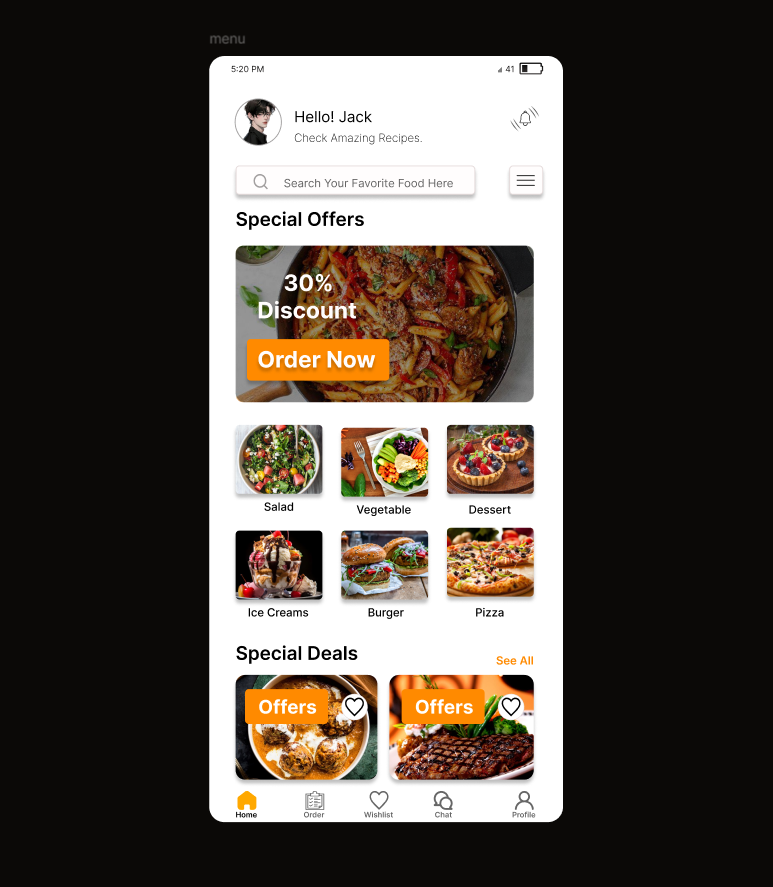 menu
5:20 PM
41
Hello! Jack
Check Amazing Recipes.
Search Your Favorite Food Here
Special Offers
30%
Discount
Order Now
Salad
Vegetable
Dessert
Ice Creams
Burger
Pizza
Special Deals
See All
Offers
Offers
Home
Order
Wishlist
Chat
Profile